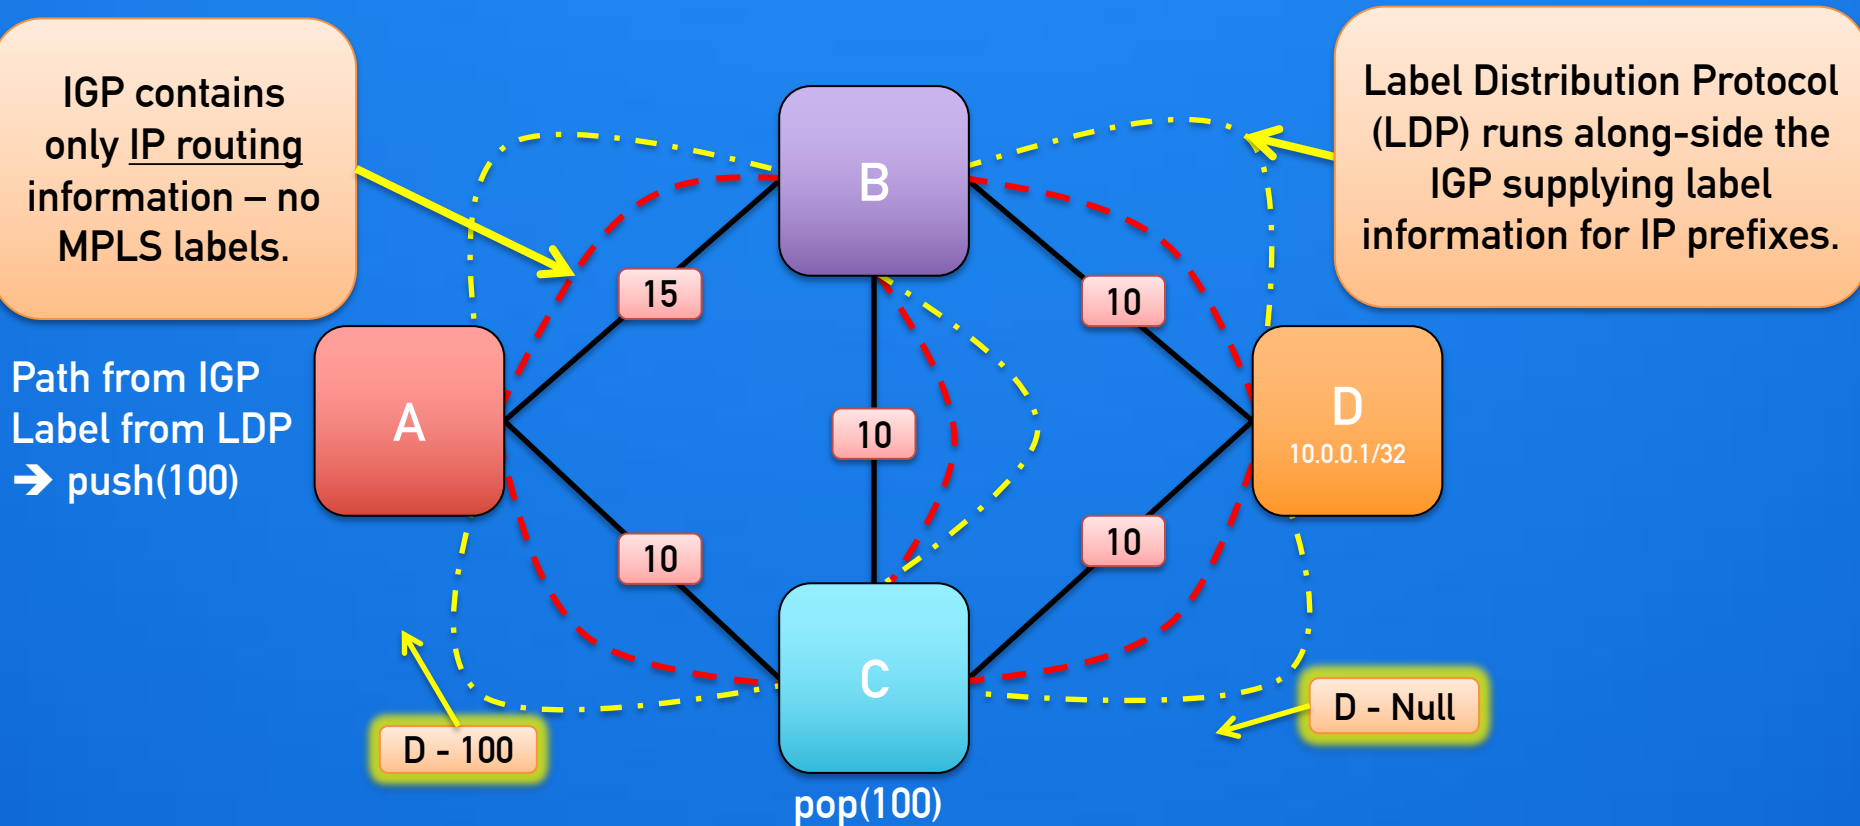 IGP contains
only IP routing
information – no
MPLS labels.
Label Distribution Protocol
(LDP) runs along-side the
IGP supplying label
information for IP prefixes.
B
15
10
Path from IGP
Label from LDP
➔ push(100)
A
10
D
10.0.0.1/32
10
10
C
D - 100
D - Null
pop(100)